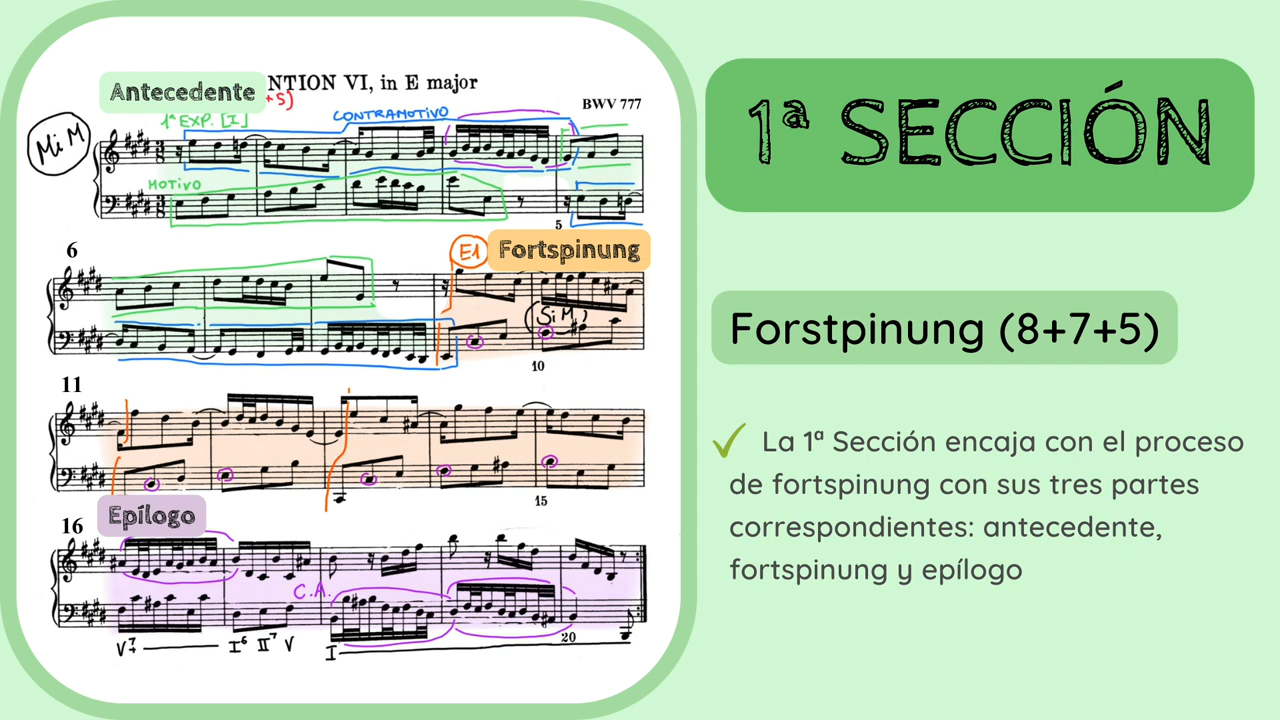 Antecedente
NTION VI, in E major
+5)
BWV 777
1ª EXP. [I]
CONTRAMOTIVO
Mi M
MOTIVO
5
6
E1
Fortspinung
(Si M)
10
11
15
Epílogo
16
C.A.
20
V7+ I6 II7 V I
1ª SECCIÓN
Forstpinung (8+7+5)
✓ La 1ª Sección encaja con el proceso
de fortspinung con sus tres partes
correspondientes: antecedente,
fortspinung y epílogo